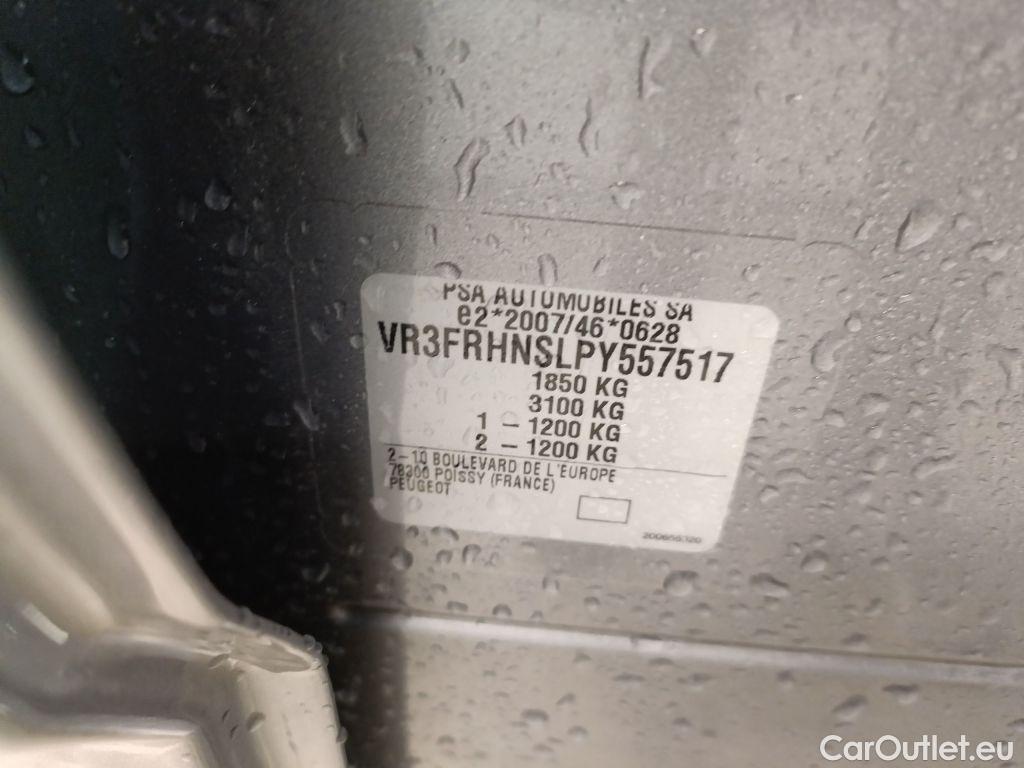 PSA AUTOMOBILES SA
e2*2007/46*0628
VR3FRHNSLPY557517
1850 KG
3100 KG
1 - 1200 KG
2 - 1200 KG
2-10 BOULEVARD DE L'EUROPE
78300 POISSY (FRANCE)
PEUGEOT
CarOutlet.eu